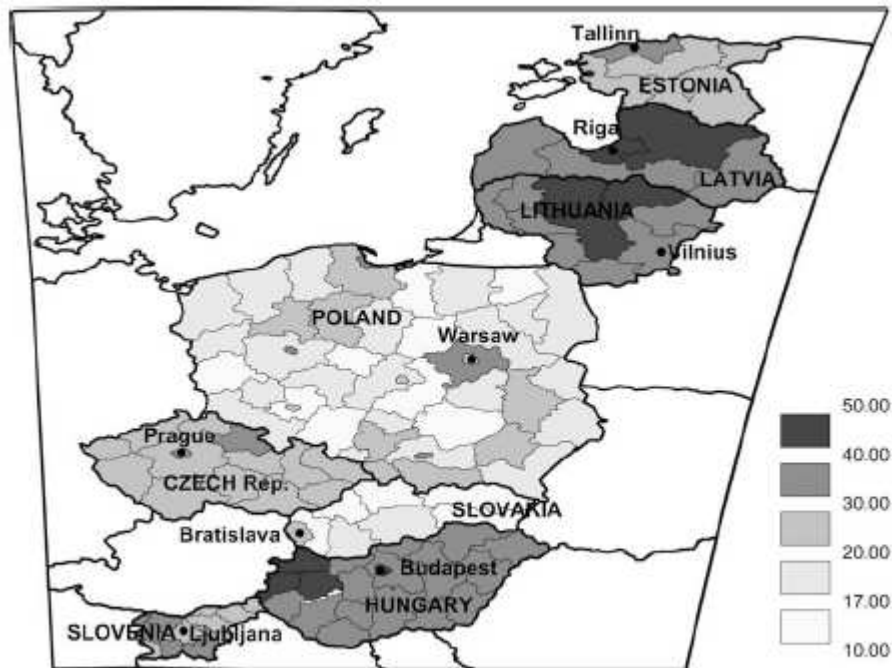 Tallinn
ESTONIA
Riga
LATVIA
LITHUANIA
Vilnius
POLAND
Warsaw
Prague
CZECH Rep.
SLOVAKIA
Bratislava
Budapest
HUNGARY
SLOVENIA
Ljubljana
50.00
40.00
30.00
20.00
17.00
10.00